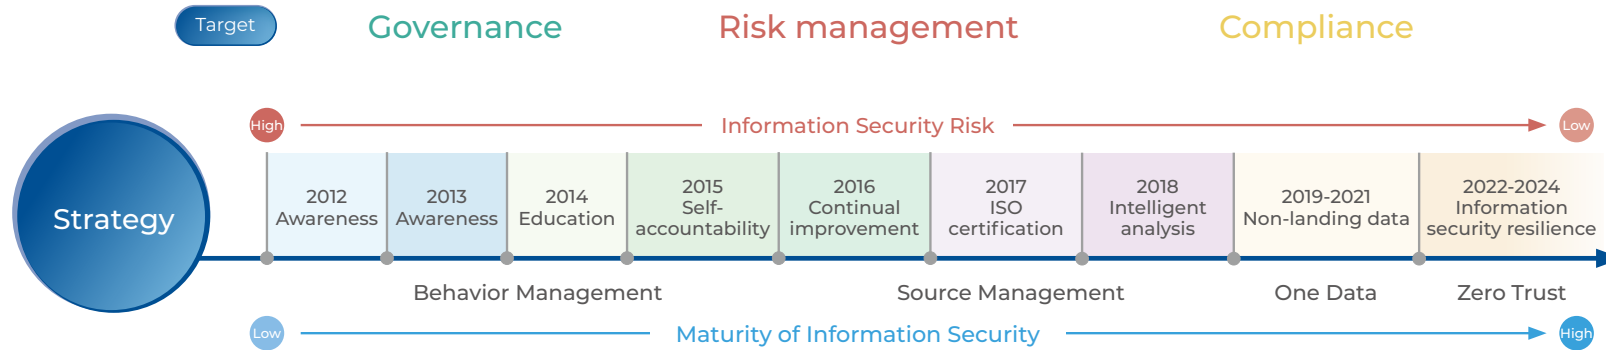 Target
Governance
Risk management
Compliance
High
Information Security Risk
Low
Strategy
2012
Awareness
2013
Awareness
2014
Education
2015
Self-
accountability
2016
Continual
improvement
2017
ISO
certification
2018
Intelligent
analysis
2019-2021
Non-landing data
2022-2024
Information
security resilience
Behavior Management
Source Management
One Data
Zero Trust
Low
Maturity of Information Security
High